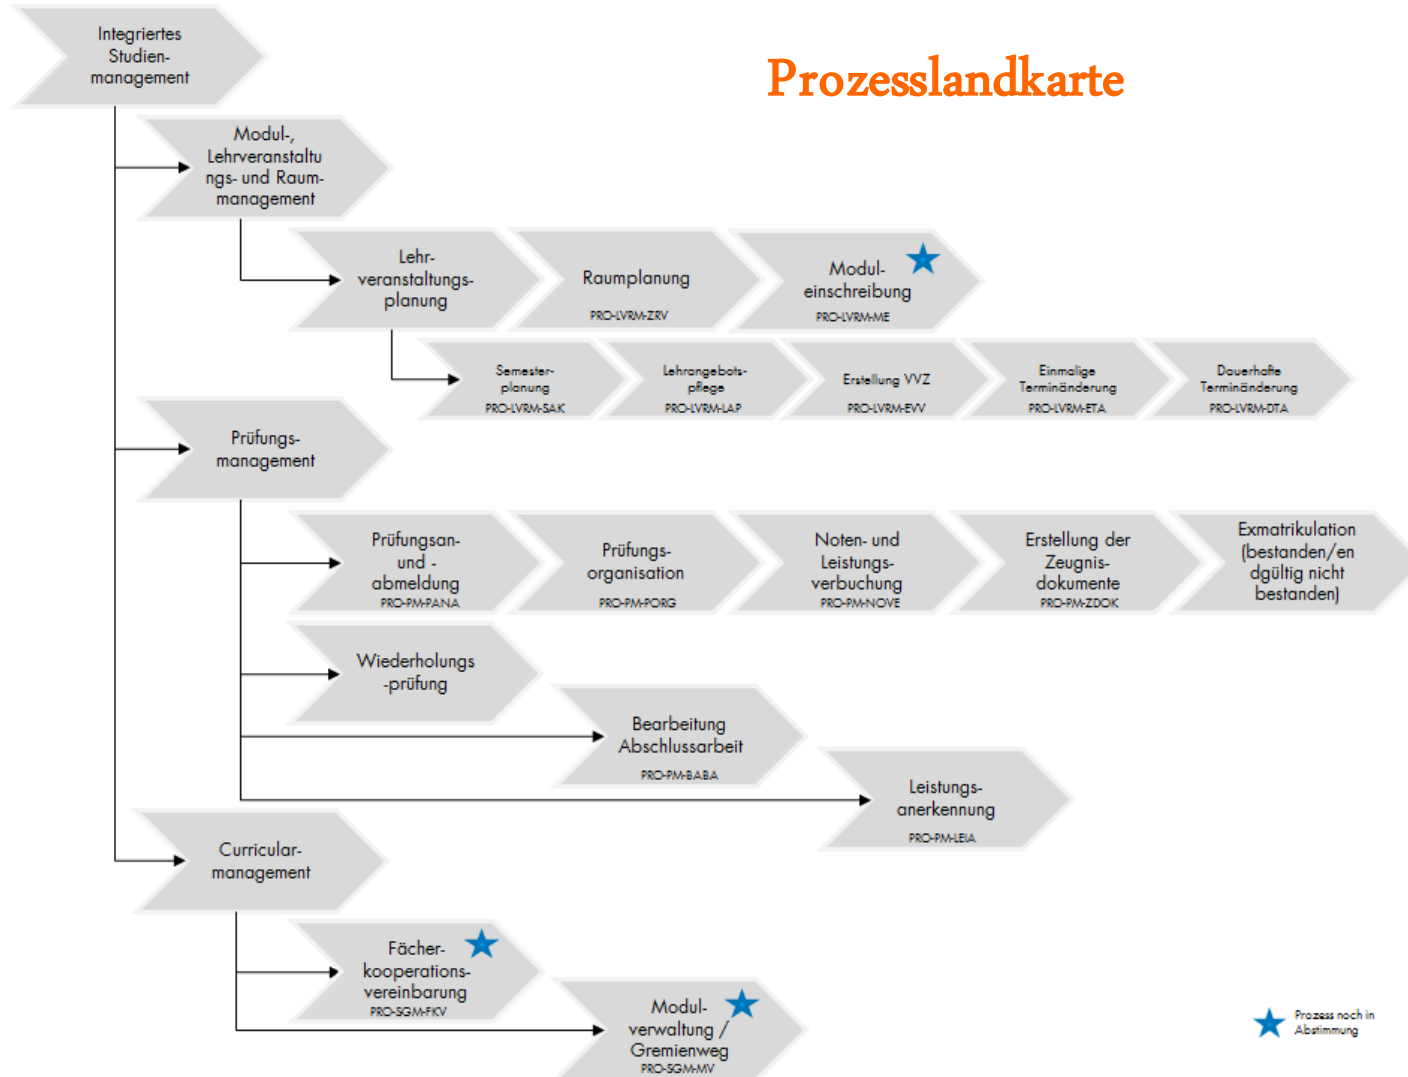 Integriertes
Studien-
management
Prozesslandkarte
Modul-,
Lehrveranstaltu
ngs- und Raum-
management
Lehr-
veranstaltungs-
planung
Raumplanung
PRO-LVRM-ZRV
Modul-
einschreibung
PRO-LVRM-ME
Semester-
planung
PRO-LVRM-SAK
Lehrangebots-
pflege
PRO-LVRM-LAP
Erstellung VVZ
PRO-LVRM-EVV
Einmalige
Terminänderung
PRO-LVRM-ETA
Dauerhafte
Terminänderung
PRO-LVRM-DTA
Prüfungs-
management
Prüfungsan-
und -
abmeldung
PRO-PM-PANA
Prüfungs-
organisation
PRO-PM-PORG
Noten- und
Leistungs-
verbuchung
PRO-PM-NOVE
Erstellung der
Zeugnis-
dokumente
PRO-PM-ZDOK
Exmatrikulation
(bestanden/en
dgültig nicht
bestanden)
Wiederholungs
-prüfung
Bearbeitung
Abschlussarbeit
PRO-PM-BABA
Leistungs-
anerkennung
PRO-PM-LEIA
Curricular-
management
Fächer-
kooperations-
vereinbarung
PRO-SGM-FKV
Modul-
verwaltung /
Gremienweg
PRO-SGM-MV
Prozess noch in
Abstimmung